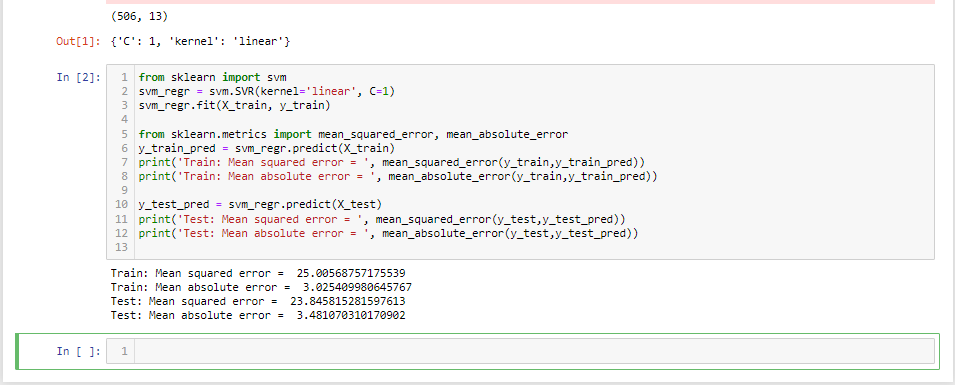 (506, 13)
Out[1]: {'C': 1, 'kernel': 'linear'}
In [2]:
1 from sklearn import svm
2 svm_regr = svm.SVR(kernel='linear', C=1)
3 svm_regr.fit(X_train, y_train)
4
5 from sklearn.metrics import mean_squared_error, mean_absolute_error
6 y_train_pred = svm_regr.predict(X_train)
7 print('Train: Mean squared error = ', mean_squared_error(y_train,y_train_pred))
8 print('Train: Mean absolute error = ', mean_absolute_error(y_train,y_train_pred))
9
10 y_test_pred = svm_regr.predict(X_test)
11 print('Test: Mean squared error = ', mean_squared_error(y_test,y_test_pred))
12 print('Test: Mean absolute error = ', mean_absolute_error(y_test,y_test_pred))
13
Train: Mean squared error =  25.00568757175539
Train: Mean absolute error =  3.025409980645767
Test: Mean squared error =  23.845815281597613
Test: Mean absolute error =  3.481070310170902
In [ ]: 1